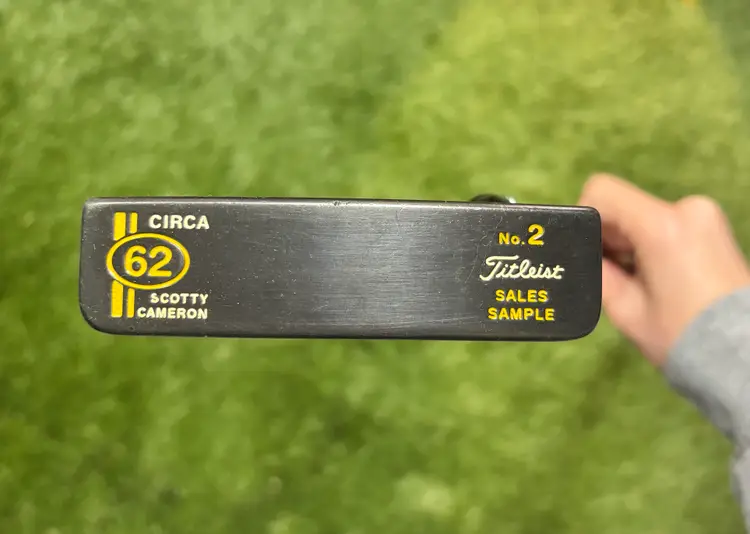 CIRCA
62
SCOTTY
CAMERON
No. 2
Titleist
SALES
SAMPLE